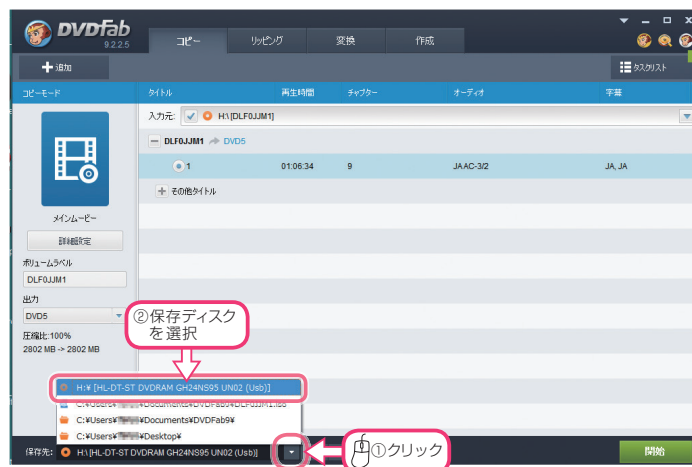 DVDFab
9.2.2.5
コピー
リッピング
変換
作成
追加
タスクリスト
コピーモード
タイトル
再生時間
チャプター
オーディオ
字幕
入力元: H:\[DLF0JJM1]
DLF0JJM1 DVD5
1 01:06:34 9 JA AC-3/2 JA, JA
その他タイトル
メインムービー
詳細設定
ボリュームラベル
DLF0JJM1
出力
DVD5
圧縮比:100%
2802 MB -> 2802 MB
②保存ディスク
を選択
H:¥ [HL-DT-ST DVDRAM GH24NS95 UN02 (Usb)]
C:¥Users¥ ¥Documents¥DVDFab9¥DLF0JJM1.iso
C:¥Users¥ ¥Documents¥DVDFab9¥
C:¥Users¥ ¥Desktop¥
保存先: H:\[HL-DT-ST DVDRAM GH24NS95 UN02 (Usb)]
①クリック
開始